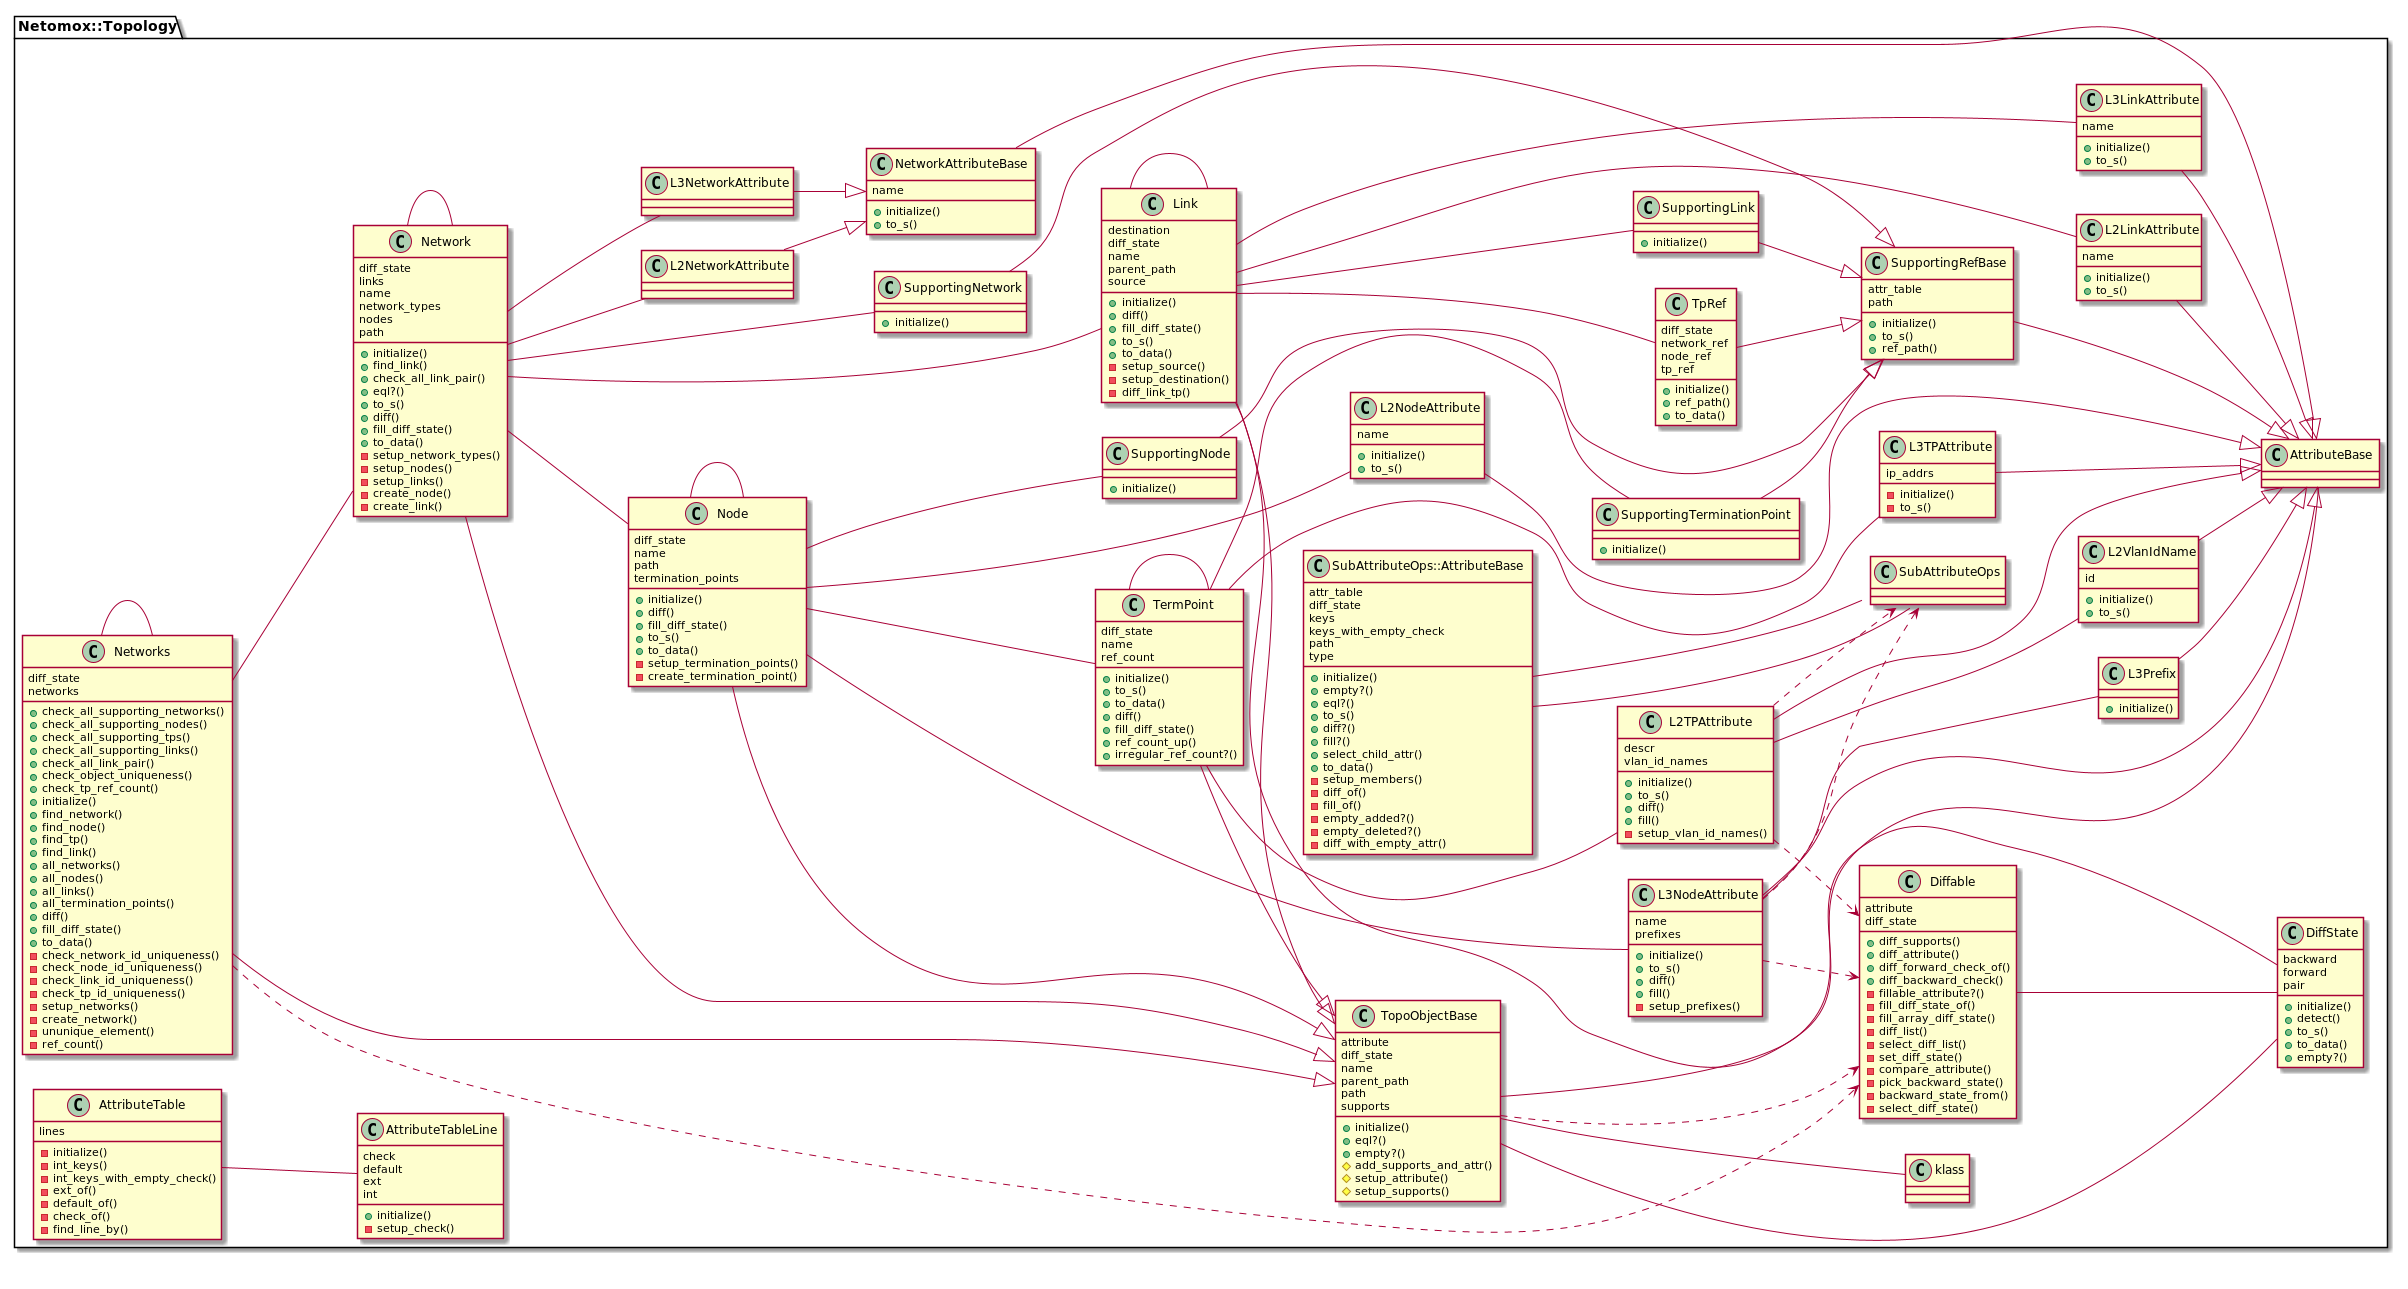 Netomox::Topology
Networks
diff_state
networks
check_all_supporting_networks()
check_all_supporting_nodes()
check_all_supporting_tps()
check_all_supporting_links()
check_all_link_pair()
check_object_uniqueness()
check_tp_ref_count()
initialize()
find_network()
find_node()
find_tp()
find_link()
all_networks()
all_nodes()
all_links()
all_termination_points()
diff()
fill_diff_state()
to_data()
check_network_id_uniqueness()
check_node_id_uniqueness()
check_link_id_uniqueness()
check_tp_id_uniqueness()
setup_networks()
create_network()
ununique_element()
ref_count()
AttributeTable
lines
initialize()
int_keys()
int_keys_with_empty_check()
ext_of()
default_of()
check_of()
find_line_by()
Network
diff_state
links
name
network_types
nodes
path
initialize()
find_link()
check_all_link_pair()
eql?()
to_s()
diff()
fill_diff_state()
to_data()
setup_network_types()
setup_nodes()
setup_links()
create_node()
create_link()
AttributeTableLine
check
default
ext
int
initialize()
setup_check()
L3NetworkAttribute
L2NetworkAttribute
Node
diff_state
name
path
termination_points
initialize()
diff()
fill_diff_state()
to_s()
to_data()
setup_termination_points()
create_termination_point()
NetworkAttributeBase
name
initialize()
to_s()
SupportingNetwork
initialize()
Link
destination
diff_state
name
parent_path
source
initialize()
diff()
fill_diff_state()
to_s()
to_data()
setup_source()
setup_destination()
diff_link_tp()
SupportingNode
initialize()
TermPoint
diff_state
name
ref_count
initialize()
to_s()
to_data()
diff()
fill_diff_state()
ref_count_up()
irregular_ref_count?()
L2NodeAttribute
name
initialize()
to_s()
SubAttributeOps::AttributeBase
attr_table
diff_state
keys
keys_with_empty_check
path
type
initialize()
empty?()
eql?()
to_s()
diff?()
fill?()
select_child_attr()
to_data()
setup_members()
diff_of()
fill_of()
empty_added?()
empty_deleted?()
diff_with_empty_attr()
TopoObjectBase
attribute
diff_state
name
parent_path
path
supports
initialize()
eql?()
empty?()
add_supports_and_attr()
setup_attribute()
setup_supports()
SupportingLink
initialize()
TpRef
diff_state
network_ref
node_ref
tp_ref
initialize()
ref_path()
to_data()
SupportingTerminationPoint
initialize()
L2TPAttribute
descr
vlan_id_names
initialize()
to_s()
diff()
fill()
setup_vlan_id_names()
L3NodeAttribute
name
prefixes
initialize()
to_s()
diff()
fill()
setup_prefixes()
SupportingRefBase
attr_table
path
initialize()
to_s()
ref_path()
L3TPAttribute
ip_addrs
initialize()
to_s()
SubAttributeOps
Diffable
attribute
diff_state
diff_supports()
diff_attribute()
diff_forward_check_of()
diff_backward_check()
fillable_attribute?()
fill_diff_state_of()
fill_array_diff_state()
diff_list()
select_diff_list()
set_diff_state()
compare_attribute()
pick_backward_state()
backward_state_from()
select_diff_state()
klass
L3LinkAttribute
name
initialize()
to_s()
L2LinkAttribute
name
initialize()
to_s()
AttributeBase
L2VlanIdName
id
initialize()
to_s()
L3Prefix
initialize()
DiffState
backward
forward
pair
initialize()
detect()
to_s()
to_data()
empty?()